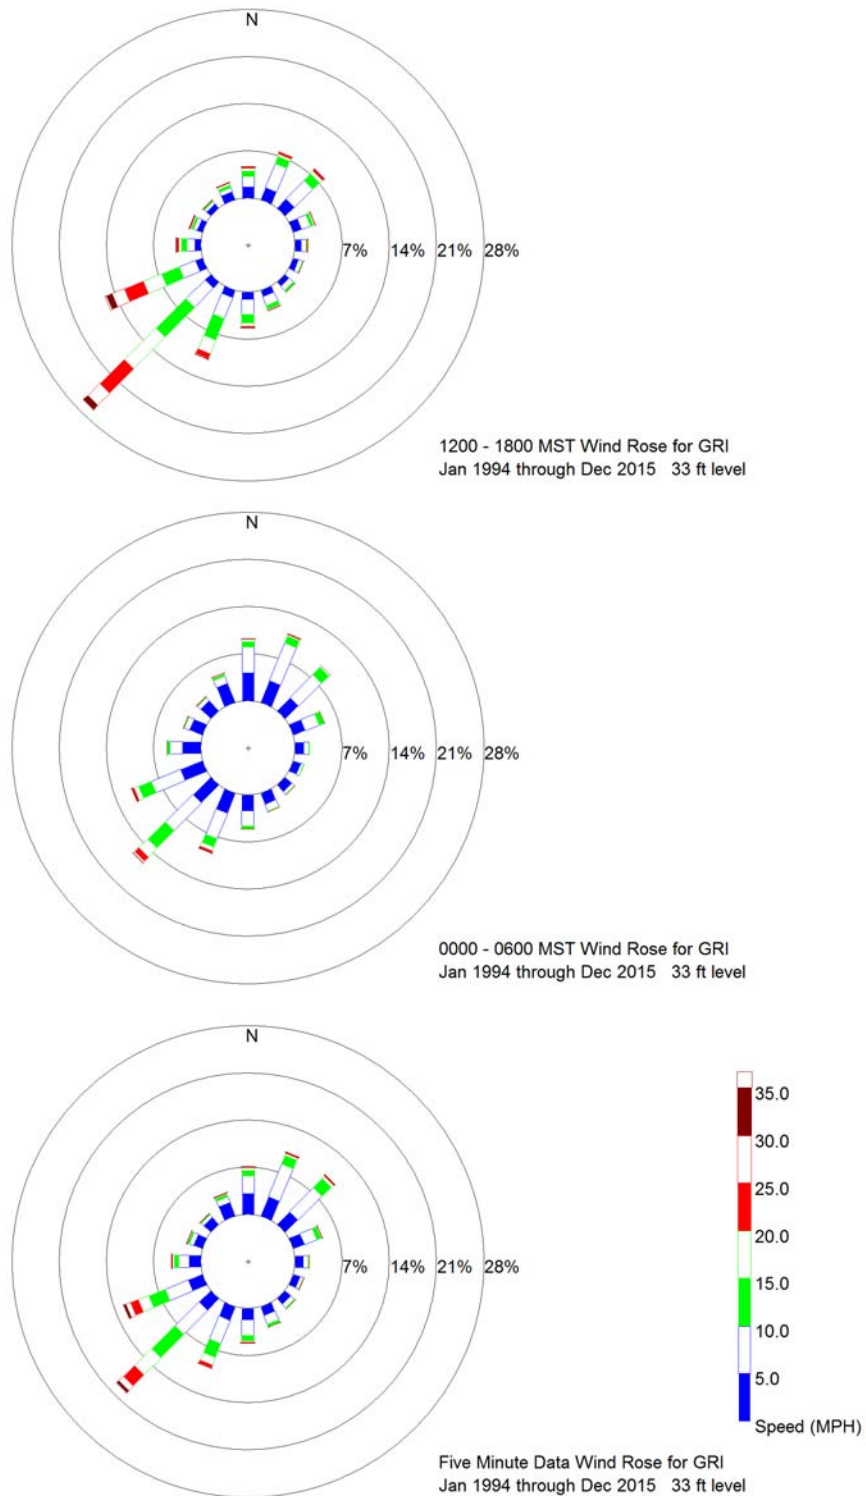 N
7% 14% 21% 28%
1200 - 1800 MST Wind Rose for GRI
Jan 1994 through Dec 2015 33 ft level
N
7% 14% 21% 28%
0000 - 0600 MST Wind Rose for GRI
Jan 1994 through Dec 2015 33 ft level
N
7% 14% 21% 28%
35.0
30.0
25.0
20.0
15.0
10.0
5.0
Speed (MPH)
Five Minute Data Wind Rose for GRI
Jan 1994 through Dec 2015 33 ft level